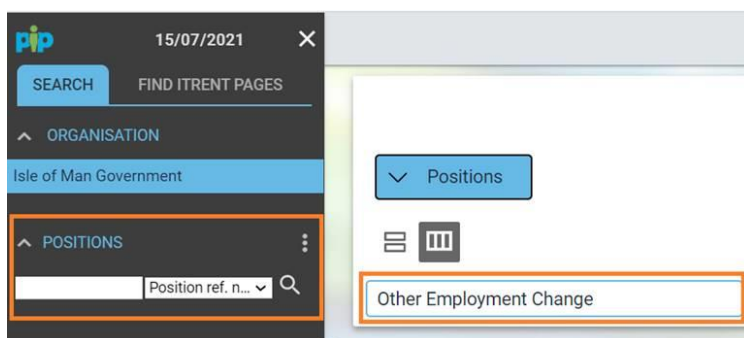 pip 15/07/2021
SEARCH FIND ITRENT PAGES
ORGANISATION
Isle of Man Government
POSITIONS
Position ref. n...
Positions
Other Employment Change